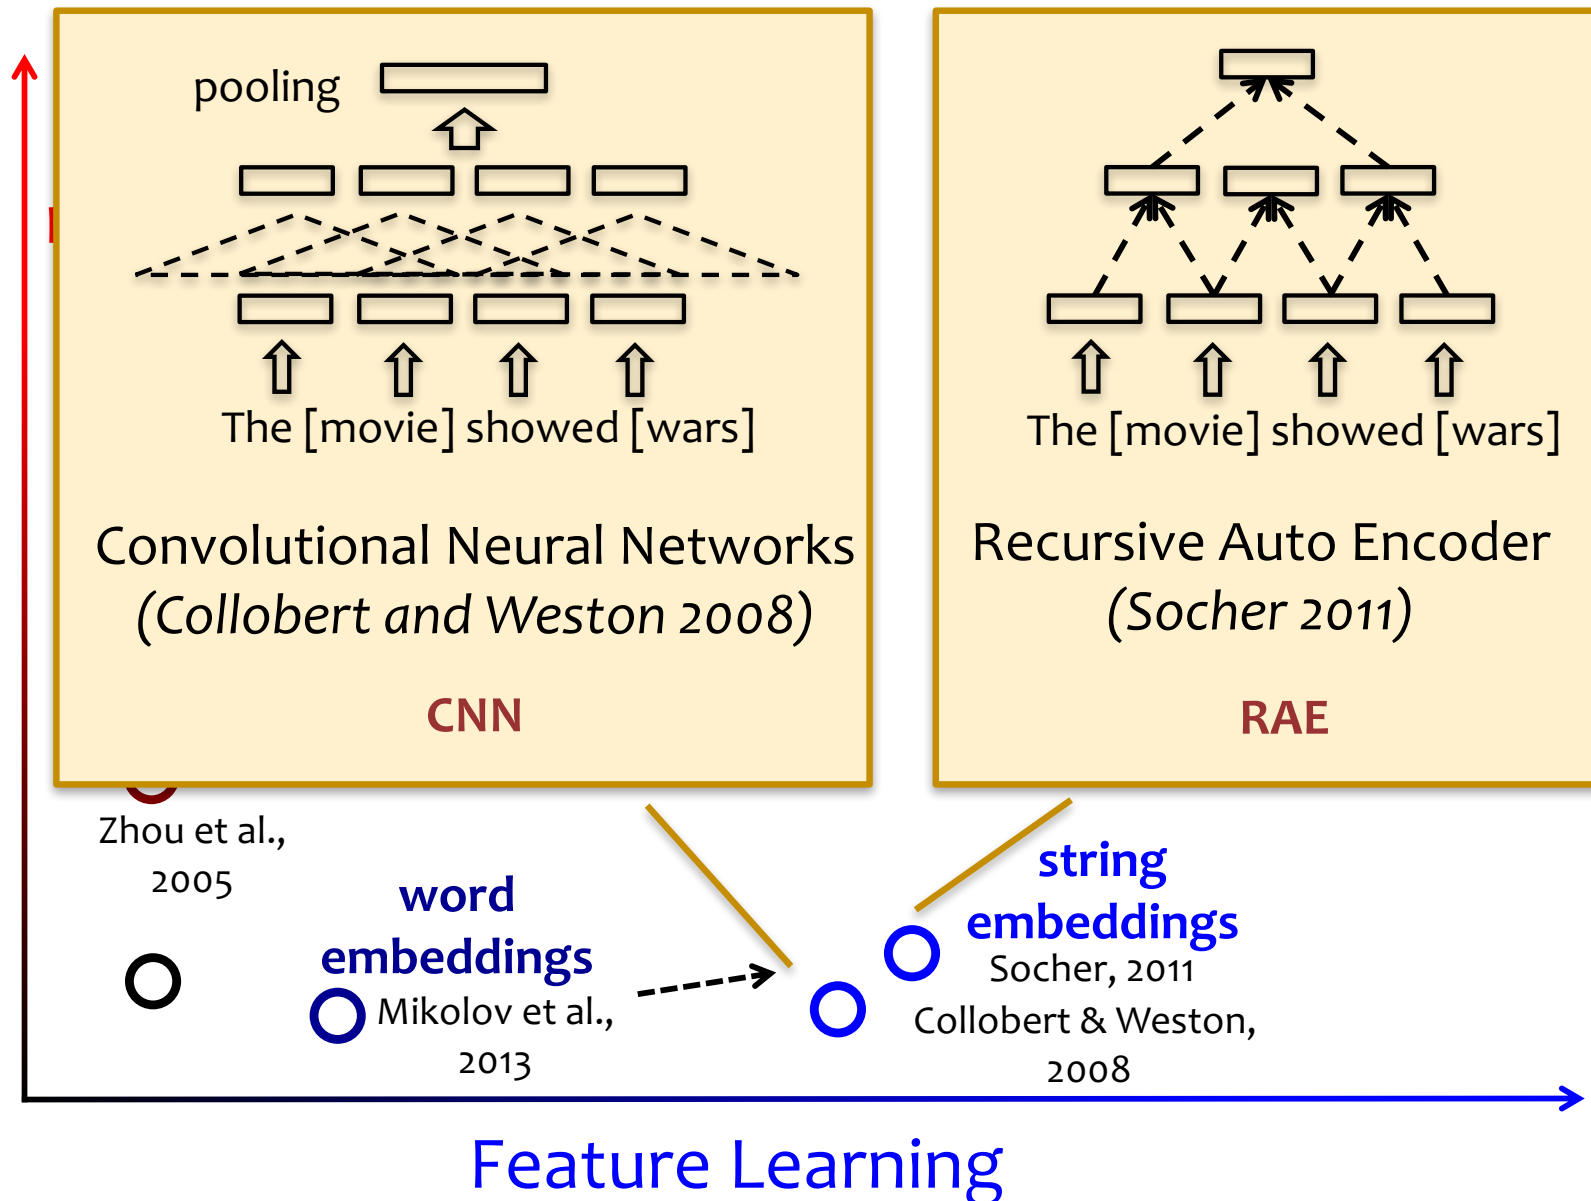 pooling
The [movie] showed [wars]
Convolutional Neural Networks
(Collobert and Weston 2008)
CNN
The [movie] showed [wars]
Recursive Auto Encoder
(Socher 2011)
RAE
Zhou et al.,
2005
word
embeddings
Mikolov et al.,
2013
string
embeddings
Socher, 2011
Collobert & Weston,
2008
Feature Learning